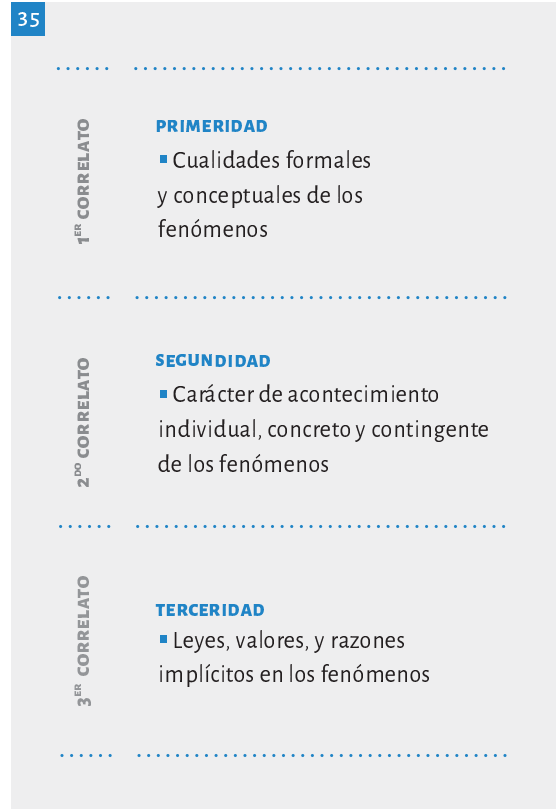 35
1ER CORRELATO
PRIMERIDAD
▪ Cualidades formales
y conceptuales de los
fenómenos
2DO CORRELATO
SEGUNDIDAD
▪ Carácter de acontecimiento
individual, concreto y contingente
de los fenómenos
3ER CORRELATO
TERCERIDAD
▪ Leyes, valores, y razones
implícitos en los fenómenos